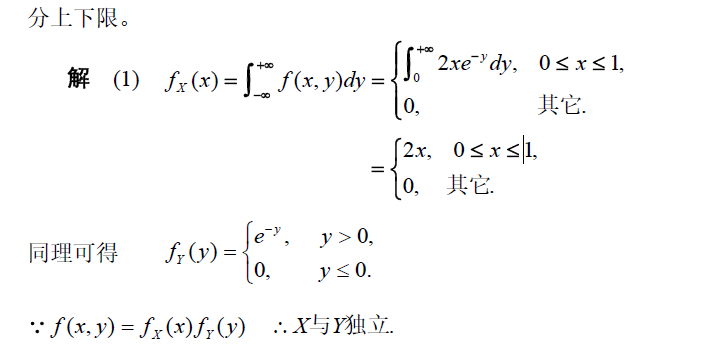 分上下限。
解 (1) f_X(x) = ∫_{-∞}^{+∞} f(x, y)dy = { ∫_0^{+∞} 2xe^{-y}dy, 0 ≤ x ≤ 1,
0, 其它.
= { 2x, 0 ≤ x ≤ 1,
0, 其它.
同理可得 f_Y(y) = { e^{-y}, y > 0,
0, y ≤ 0.
∵ f(x, y) = f_X(x)f_Y(y) ∴ X与Y独立.